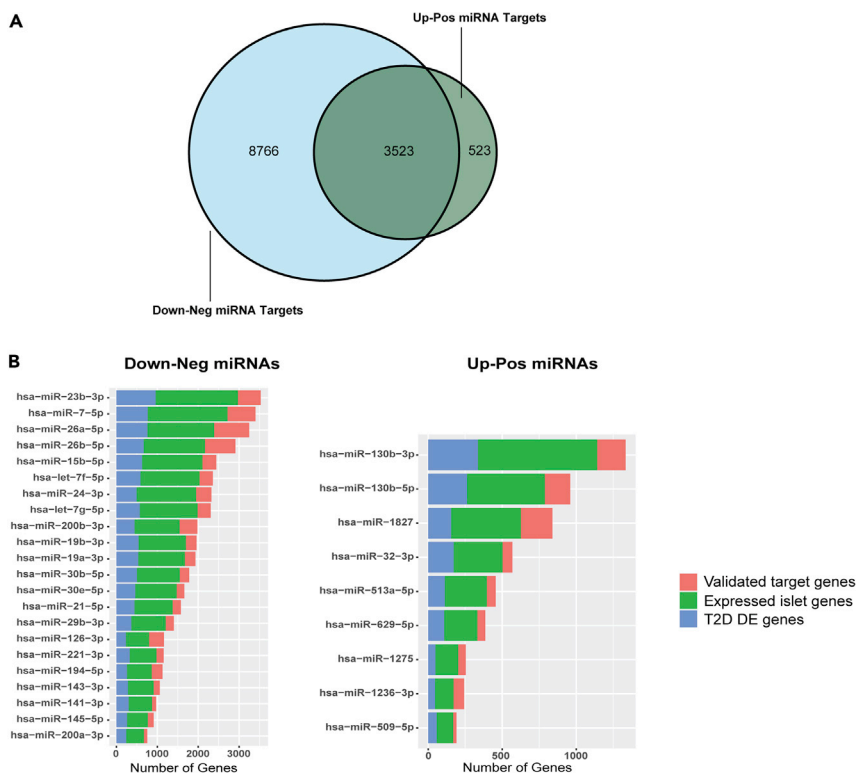 A
Up-Pos miRNA Targets
8766
3523
523
Down-Neg miRNA Targets
B
Down-Neg miRNAs
hsa-miR-23b-3p
hsa-miR-7-5p
hsa-miR-26a-5p
hsa-miR-26b-5p
hsa-miR-15b-5p
hsa-let-7f-5p
hsa-miR-24-3p
hsa-let-7g-5p
hsa-miR-200b-3p
hsa-miR-19b-3p
hsa-miR-19a-3p
hsa-miR-30b-5p
hsa-miR-30e-5p
hsa-miR-21-5p
hsa-miR-29b-3p
hsa-miR-126-3p
hsa-miR-221-3p
hsa-miR-194-5p
hsa-miR-143-3p
hsa-miR-141-3p
hsa-miR-145-5p
hsa-miR-200a-3p
0 1000 2000 3000
Number of Genes
Up-Pos miRNAs
hsa-miR-130b-3p
hsa-miR-130b-5p
hsa-miR-1827
hsa-miR-32-3p
hsa-miR-513a-5p
hsa-miR-629-5p
hsa-miR-1275
hsa-miR-1236-3p
hsa-miR-509-5p
0 500 1000
Number of Genes
Validated target genes
Expressed islet genes
T2D DE genes